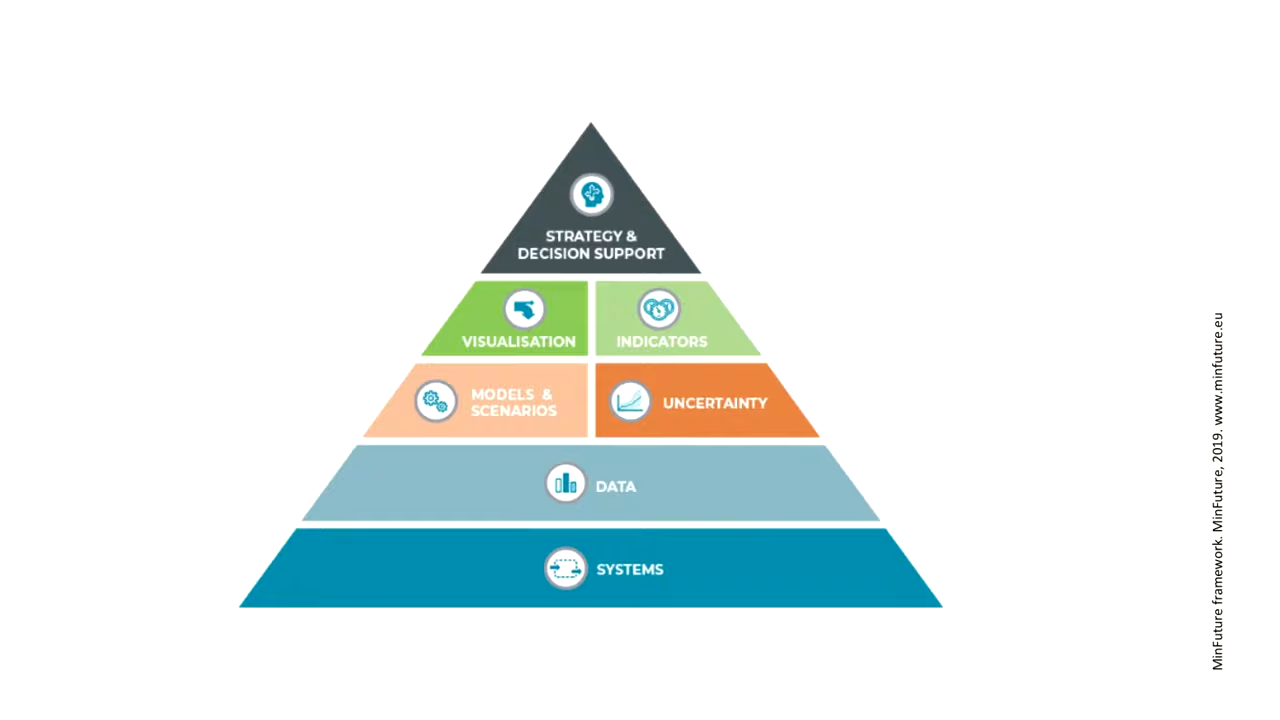 STRATEGY &
DECISION SUPPORT
VISUALISATION
INDICATORS
MODELS &
SCENARIOS
UNCERTAINTY
DATA
SYSTEMS
MinFuture framework. MinFuture, 2019. www.minfuture.eu